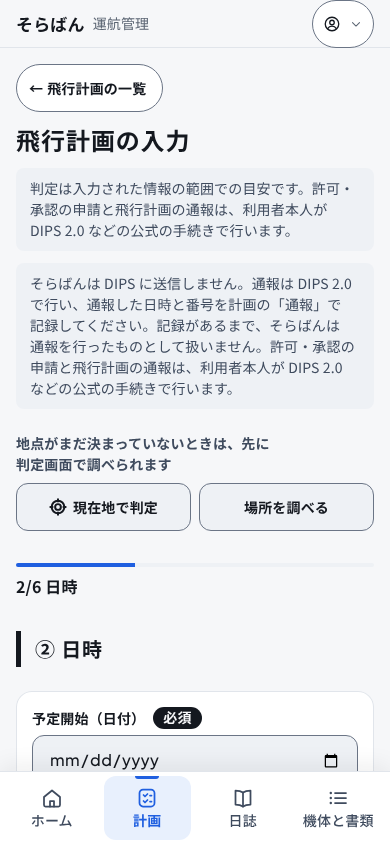 そらばん 運航管理
← 飛行計画の一覧
飛行計画の入力
判定は入力された情報の範囲での目安です。許可・
承認の申請と飛行計画の通報は、利用者本人が
DIPS 2.0 などの公式の手続きで行います。
そらばんは DIPS に送信しません。通報は DIPS 2.0
で行い、通報した日時と番号を計画の「通報」で
記録してください。記録があるまで、そらばんは
通報を行ったものとして扱いません。許可・承認の
申請と飛行計画の通報は、利用者本人が DIPS 2.0
などの公式の手続きで行います。
地点がまだ決まっていないときは、先に
判定画面で調べられます
現在地で判定 場所を調べる
2/6 日時
② 日時
予定開始（日付） 必須
mm/dd/yyyy
ホーム 計画 日誌 機体と書類